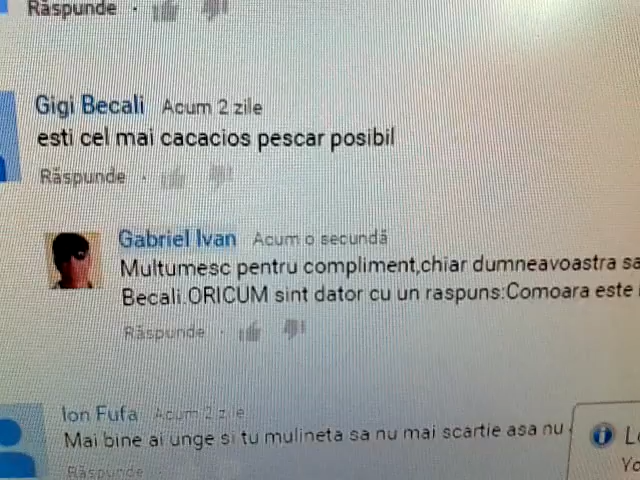 Răspunde ·
Gigi Becali Acum 2 zile
esti cel mai cacacios pescar posibil
Răspunde ·
Gabriel Ivan Acum o secundă
Multumesc pentru compliment,chiar dumneavoastra sa
Becali.ORICUM sint dator cu un raspuns:Comoara este
Răspunde ·
Ion Fufa Acum 2 zile
Mai bine ai unge si tu mulineta sa nu mai scartie asa nu
Răspunde
Yo